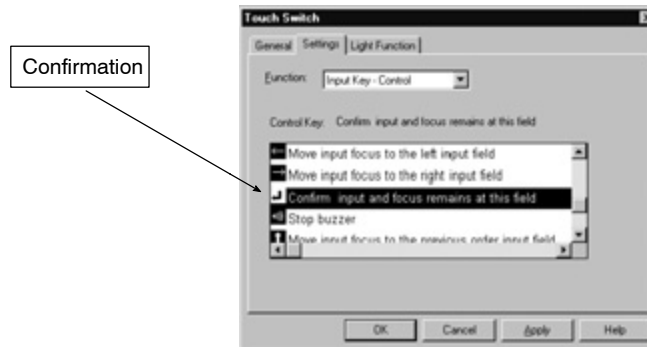 Touch Switch
General Settings Light Function
Confirmation
Function: Input Key - Control
Control Key: Confirm input and focus remains at this field
Move input focus to the left input field
Move input focus to the right input field
Confirm input and focus remains at this field
Stop buzzer
Move input focus to the previous order input field
OK Cancel Apply Help